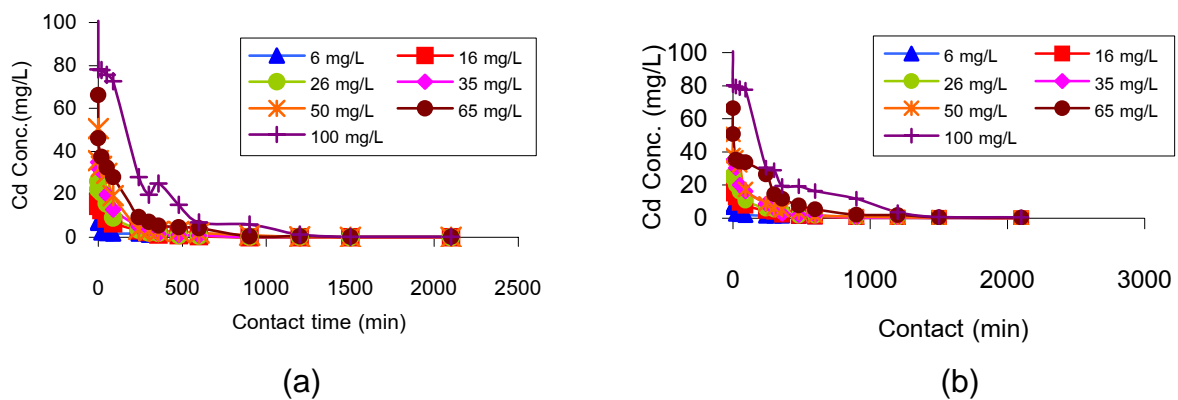 Cd Conc.(mg/L)
100
80
60
40
20
0
6 mg/L
16 mg/L
26 mg/L
35 mg/L
50 mg/L
65 mg/L
100 mg/L
0
500
1000
1500
2000
2500
Contact time (min)
(a)
Cd Conc. (mg/L)
100
80
60
40
20
0
6 mg/L
16 mg/L
26 mg/L
35 mg/L
50 mg/L
65 mg/L
100 mg/L
0
1000
2000
3000
Contact (min)
(b)